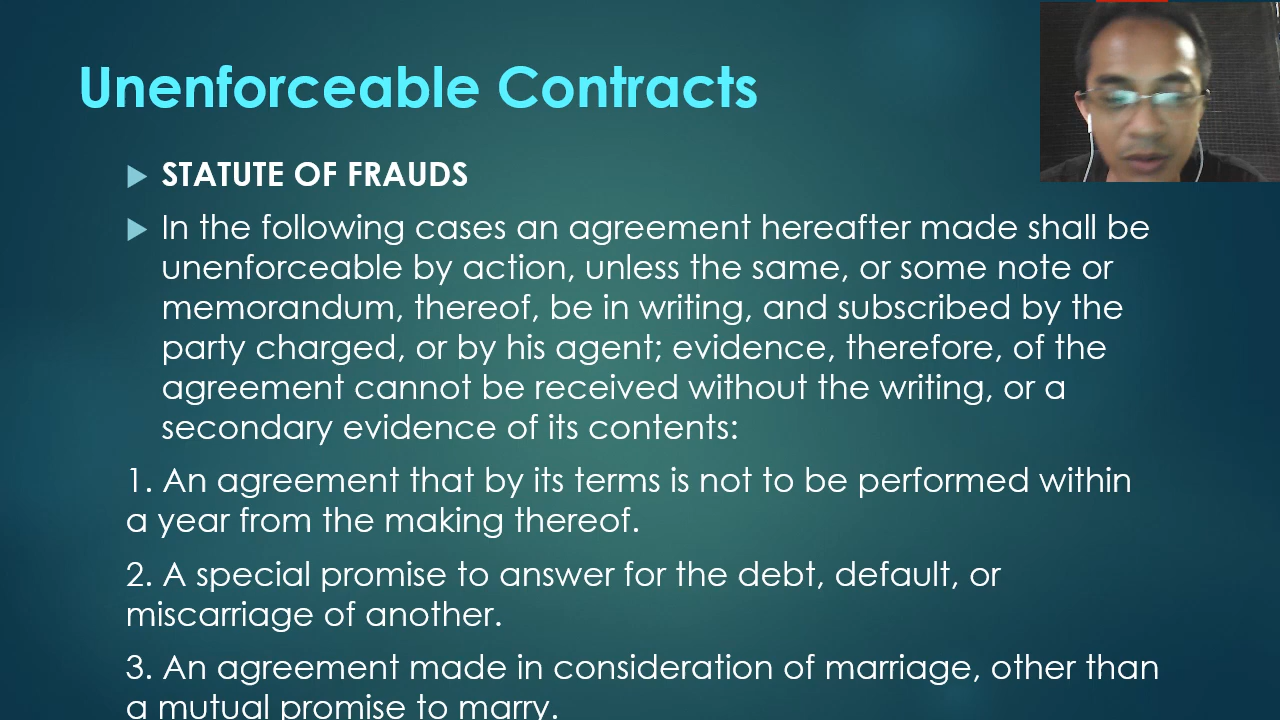 Unenforceable Contracts
STATUTE OF FRAUDS
In the following cases an agreement hereafter made shall be
unenforceable by action, unless the same, or some note or
memorandum, thereof, be in writing, and subscribed by the
party charged, or by his agent; evidence, therefore, of the
agreement cannot be received without the writing, or a
secondary evidence of its contents:
1. An agreement that by its terms is not to be performed within
a year from the making thereof.
2. A special promise to answer for the debt, default, or
miscarriage of another.
3. An agreement made in consideration of marriage, other than
a mutual promise to marry.